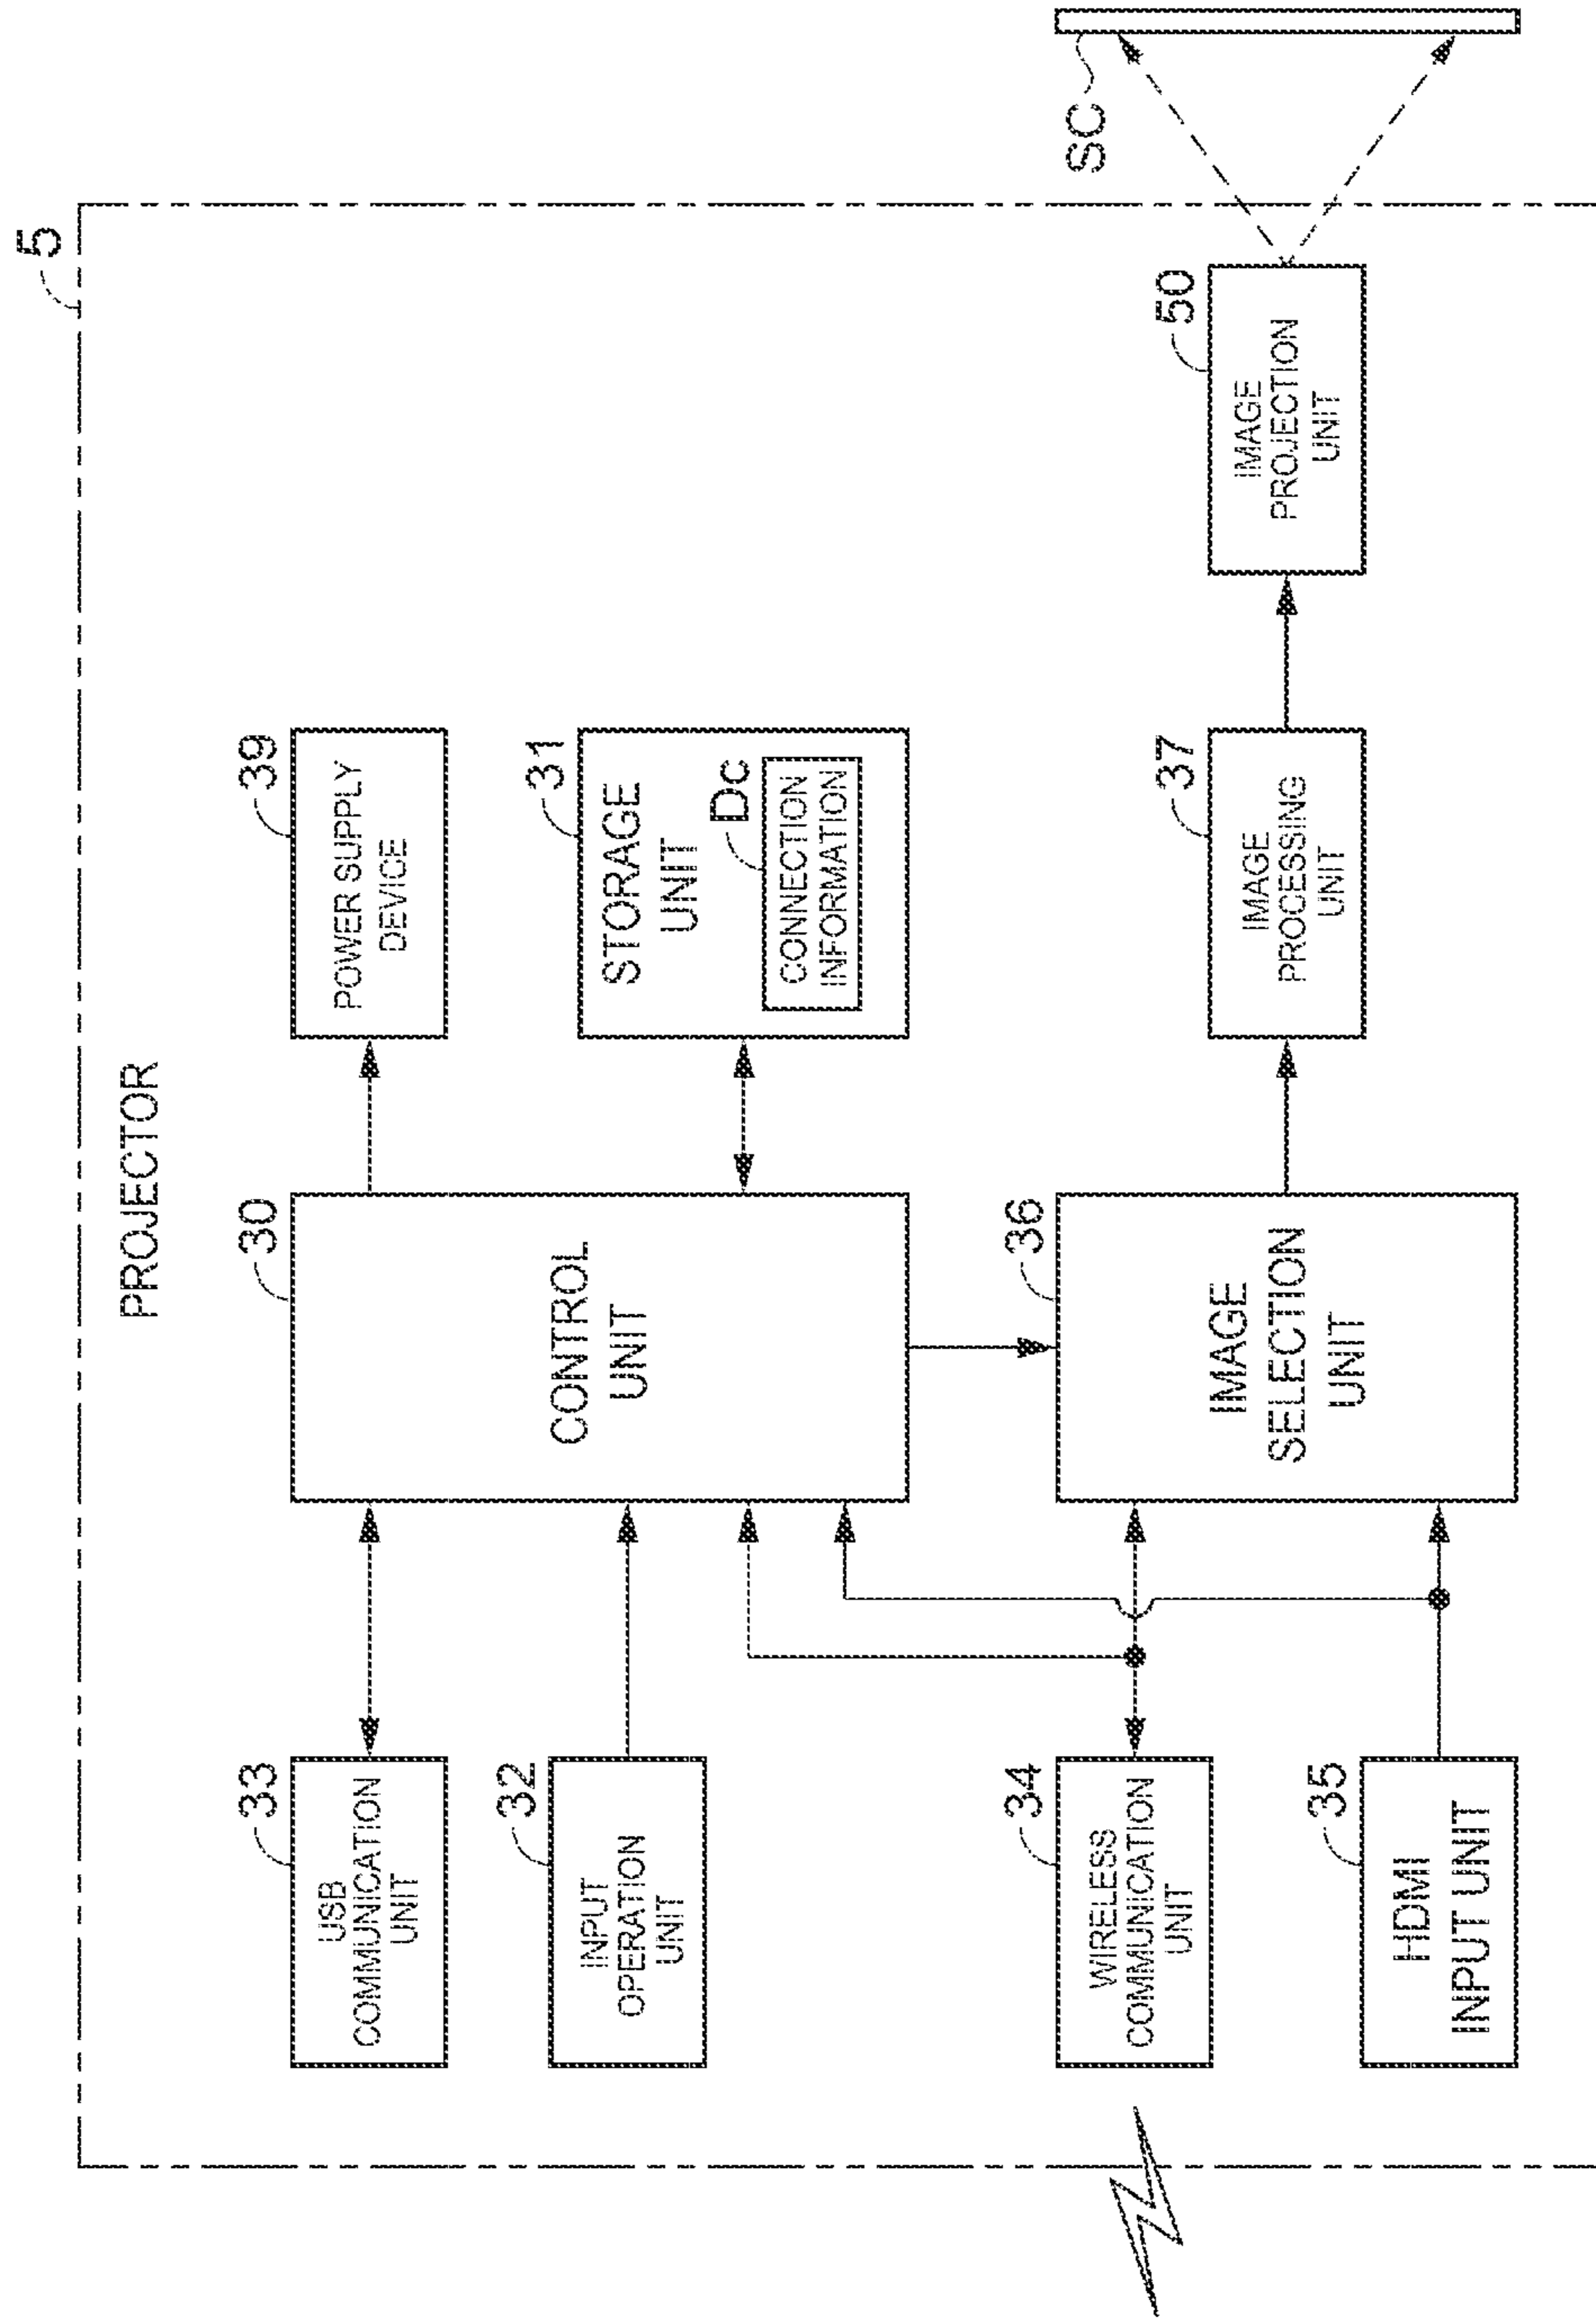 5
PROJECTOR
33
USB
COMMUNICATION
UNIT
30
CONTROL
UNIT
39
POWER SUPPLY
DEVICE
32
INPUT
OPERATION
UNIT
31
STORAGE
UNIT
Dc
CONNECTION
INFORMATION
34
WIRELESS
COMMUNICATION
UNIT
36
IMAGE
SELECTION
UNIT
37
IMAGE
PROCESSING
UNIT
50
IMAGE
PROJECTION
UNIT
SC
35
HDMI
INPUT UNIT